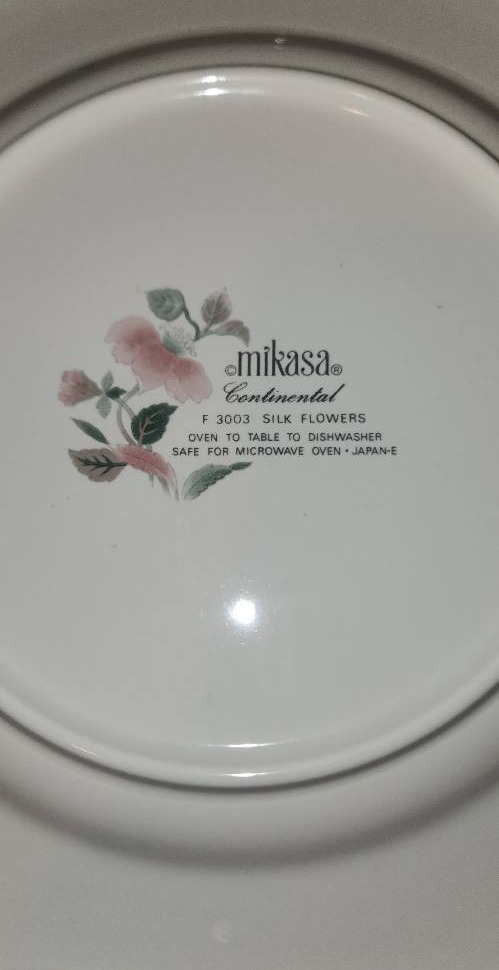 ©mikasa®
Continental
F 3003 SILK FLOWERS
OVEN TO TABLE TO DISHWASHER
SAFE FOR MICROWAVE OVEN • JAPAN-E